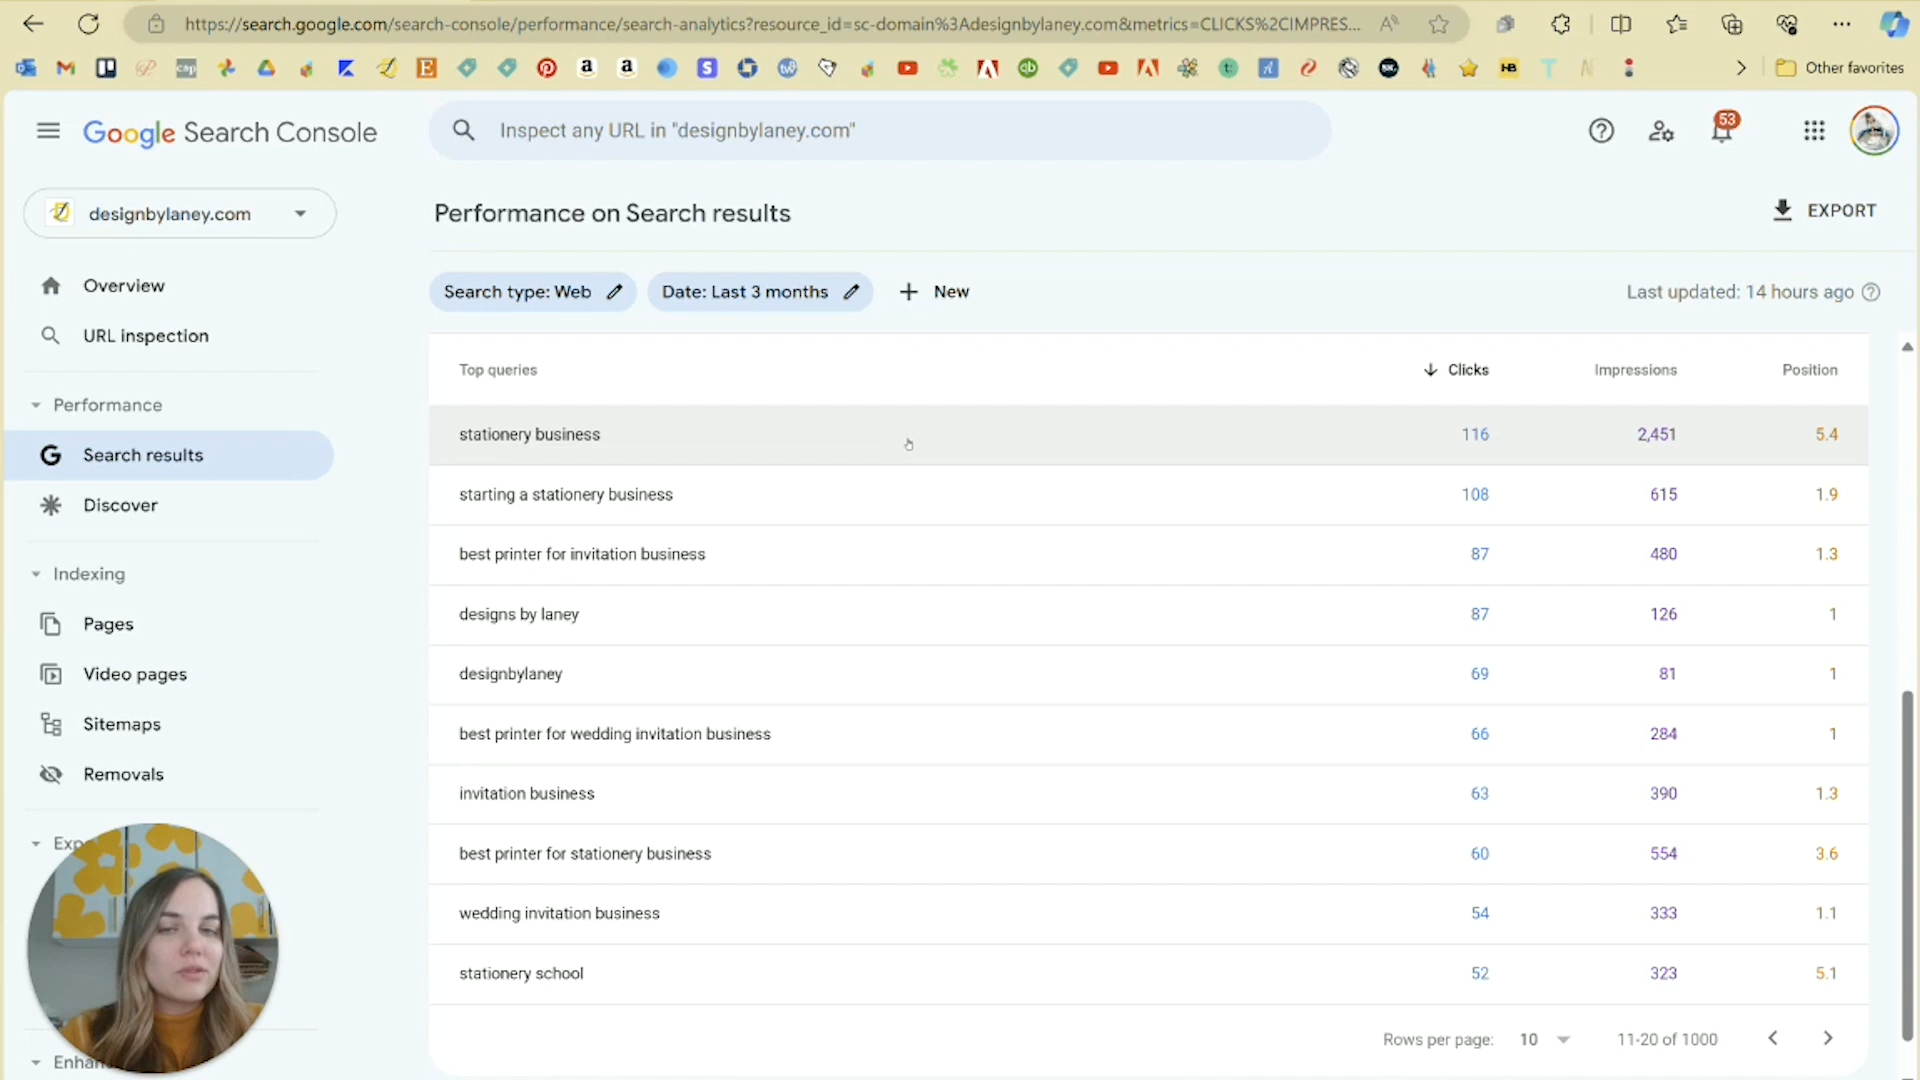 https://search.google.com/search-console/performance/search-analytics?resource_id=sc-domain%3Adesignbylaney.com&metrics=CLICKS%2CIMPRES...
Other favorites
Google Search Console
Inspect any URL in "designbylaney.com"
53
designbylaney.com
Performance on Search results
EXPORT
Search type: Web
Date: Last 3 months
New
Last updated: 14 hours ago
Overview
URL inspection
Performance
Search results
Discover
Indexing
Pages
Video pages
Sitemaps
Removals
Exp
Enhan
Top queries Clicks Impressions Position
stationery business 116 2,451 5.4
starting a stationery business 108 615 1.9
best printer for invitation business 87 480 1.3
designs by laney 87 126 1
designbylaney 69 81 1
best printer for wedding invitation business 66 284 1
invitation business 63 390 1.3
best printer for stationery business 60 554 3.6
wedding invitation business 54 333 1.1
stationery school 52 323 5.1
Rows per page: 10 11-20 of 1000